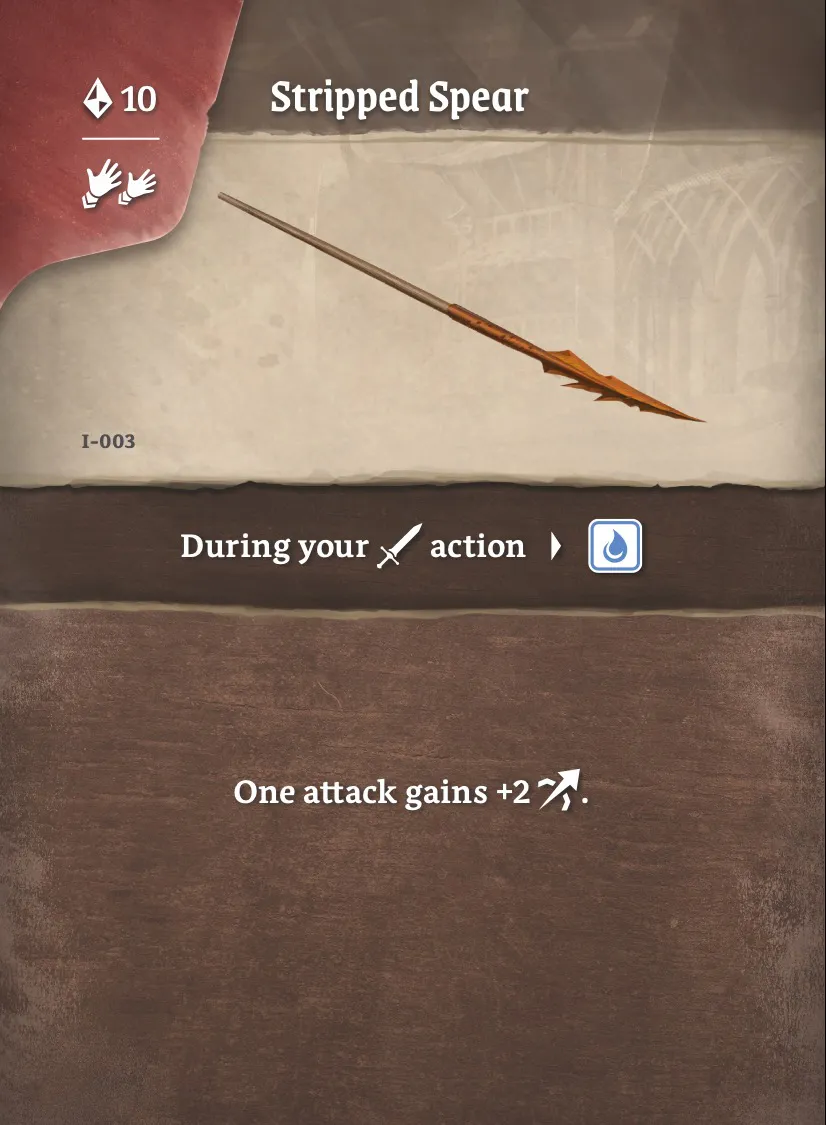 10
Stripped Spear
I-003
During your action
One attack gains +2 .